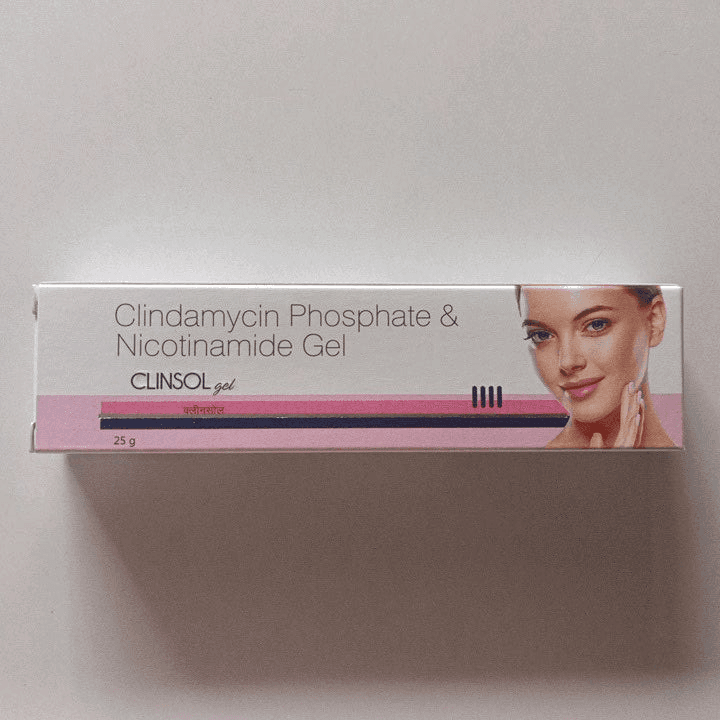 Clindamycin Phosphate &
Nicotinamide Gel
CLINSOL gel
क्लीनसोल
25 g